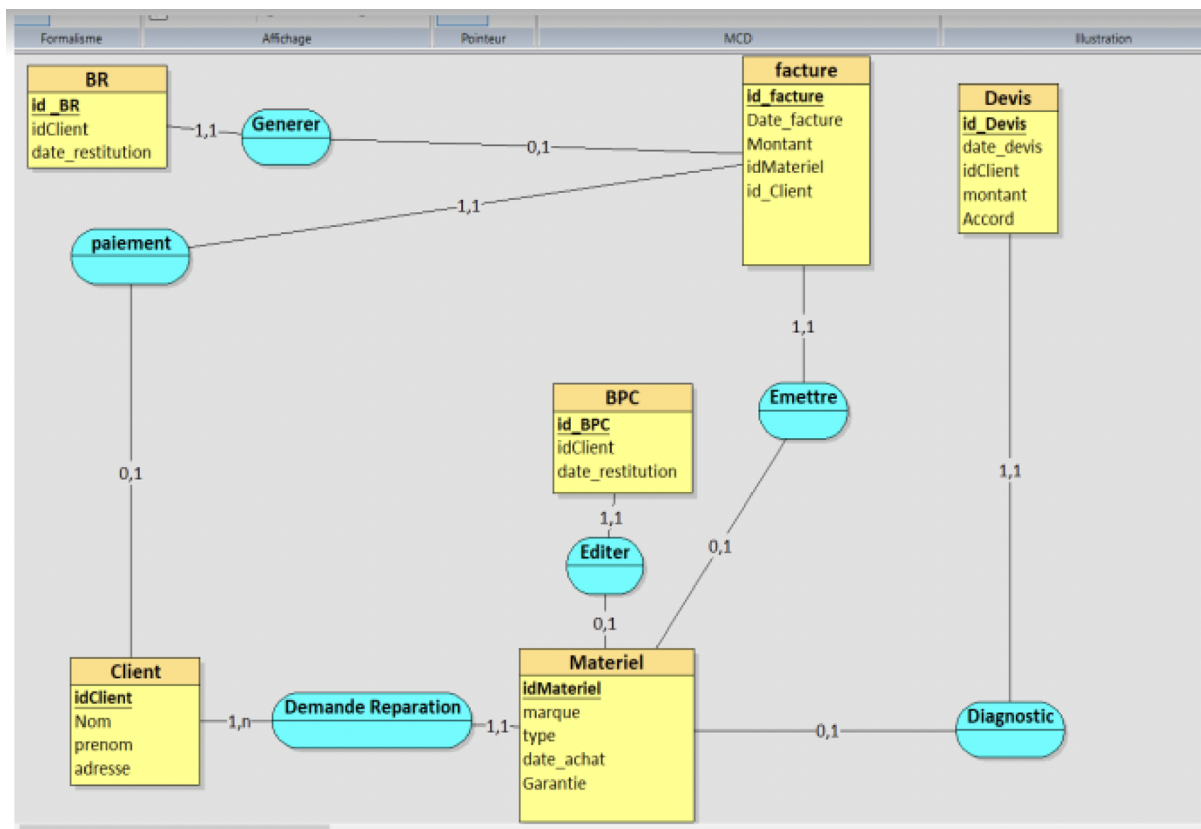 Formalisme Affichage Pointeur MCD Illustration
BR
id _BR
idClient
date_restitution
1,1
Generer
0,1
facture
id_facture
Date_facture
Montant
idMateriel
id_Client
Devis
id_Devis
date_devis
idClient
montant
Accord
1,1
paiement
1,1
Emettre
BPC
id_BPC
idClient
date_restitution
0,1
1,1
1,1
Editer
0,1
0,1
Client
idClient
Nom
prenom
adresse
1,n
Demande Reparation
1,1
Materiel
idMateriel
marque
type
date_achat
Garantie
0,1
Diagnostic